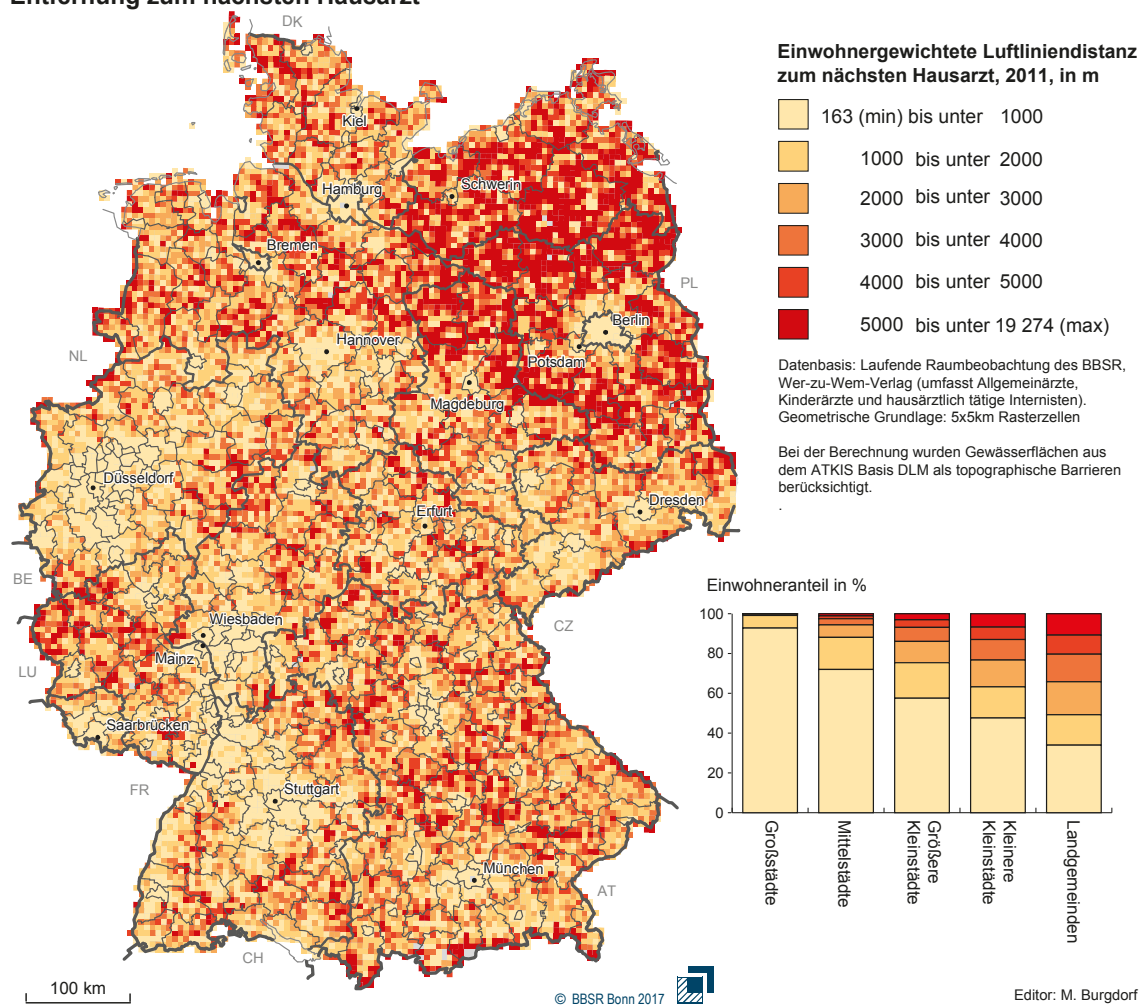 Entfernung zum nächsten Hausarzt
Einwohnergewichtete Luftliniendistanz
zum nächsten Hausarzt, 2011, in m
163 (min) bis unter 1000
1000 bis unter 2000
2000 bis unter 3000
3000 bis unter 4000
4000 bis unter 5000
5000 bis unter 19 274 (max)
Datenbasis: Laufende Raumbeobachtung des BBSR,
Wer-zu-Wem-Verlag (umfasst Allgemeinärzte,
Kinderärzte und hausärztlich tätige Internisten).
Geometrische Grundlage: 5x5km Rasterzellen
Bei der Berechnung wurden Gewässerflächen aus
dem ATKIS Basis DLM als topographische Barrieren
berücksichtigt.
.
DK
Kiel
Hamburg
Schwerin
Bremen
PL
Berlin
Hannover
NL
Potsdam
Magdeburg
Düsseldorf
Dresden
Erfurt
BE
Wiesbaden
CZ
Mainz
LU
Saarbrücken
FR
Stuttgart
München
AT
CH
Einwohneranteil in %
100
80
60
40
20
0
Großstädte
Mittelstädte
Größere
Kleinstädte
Kleinere
Kleinstädte
Landgemeinden
100 km
© BBSR Bonn 2017
Editor: M. Burgdorf